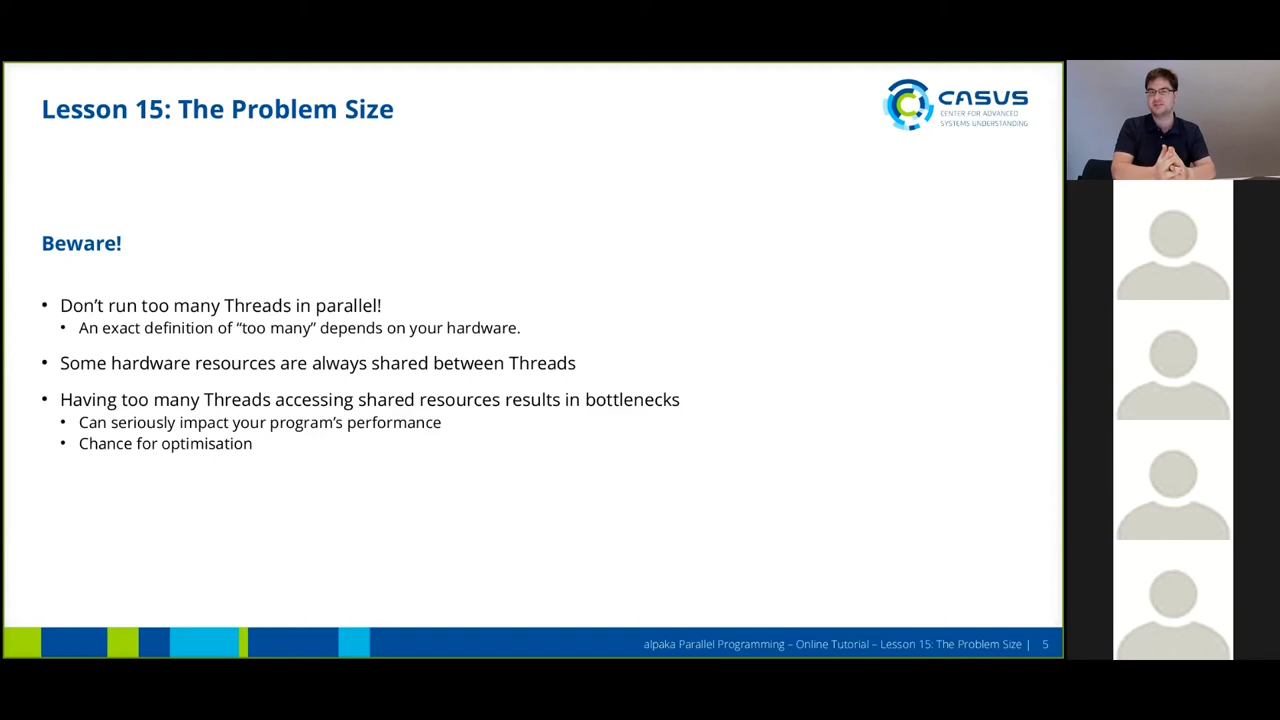 Lesson 15: The Problem Size
CASUS
CENTER FOR ADVANCED
SYSTEMS UNDERSTANDING
Beware!
• Don’t run too many Threads in parallel!
• An exact definition of “too many” depends on your hardware.
• Some hardware resources are always shared between Threads
• Having too many Threads accessing shared resources results in bottlenecks
• Can seriously impact your program’s performance
• Chance for optimisation
alpaka Parallel Programming – Online Tutorial – Lesson 15: The Problem Size | 5